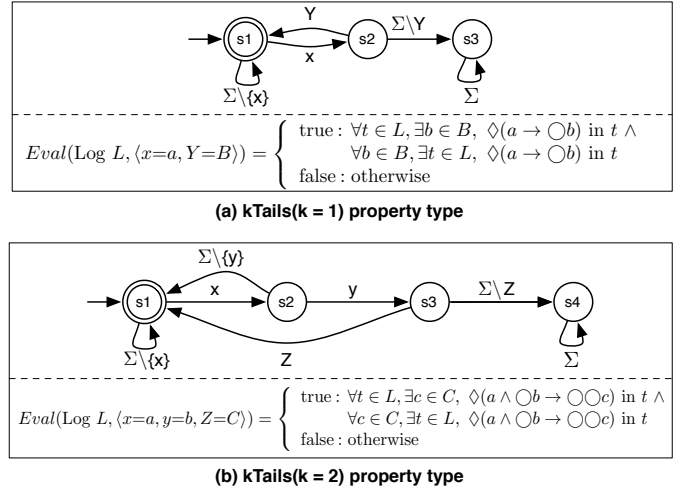 Y
Σ\Y
s1
s2
s3
x
Σ\{x}
Σ
true : ∀t ∈ L, ∃b ∈ B, ◊(a → ◯b) in t ∧
Eval(Log L, ⟨x=a, Y=B⟩) = { ∀b ∈ B, ∃t ∈ L, ◊(a → ◯b) in t
false : otherwise
(a) kTails(k = 1) property type
Σ\{y}
x
y
Σ\Z
s1
s2
s3
s4
Σ\{x}
Z
Σ
true : ∀t ∈ L, ∃c ∈ C, ◊(a ∧ ◯b → ◯◯c) in t ∧
Eval(Log L, ⟨x=a, y=b, Z=C⟩) = { ∀c ∈ C, ∃t ∈ L, ◊(a ∧ ◯b → ◯◯c) in t
false : otherwise
(b) kTails(k = 2) property type